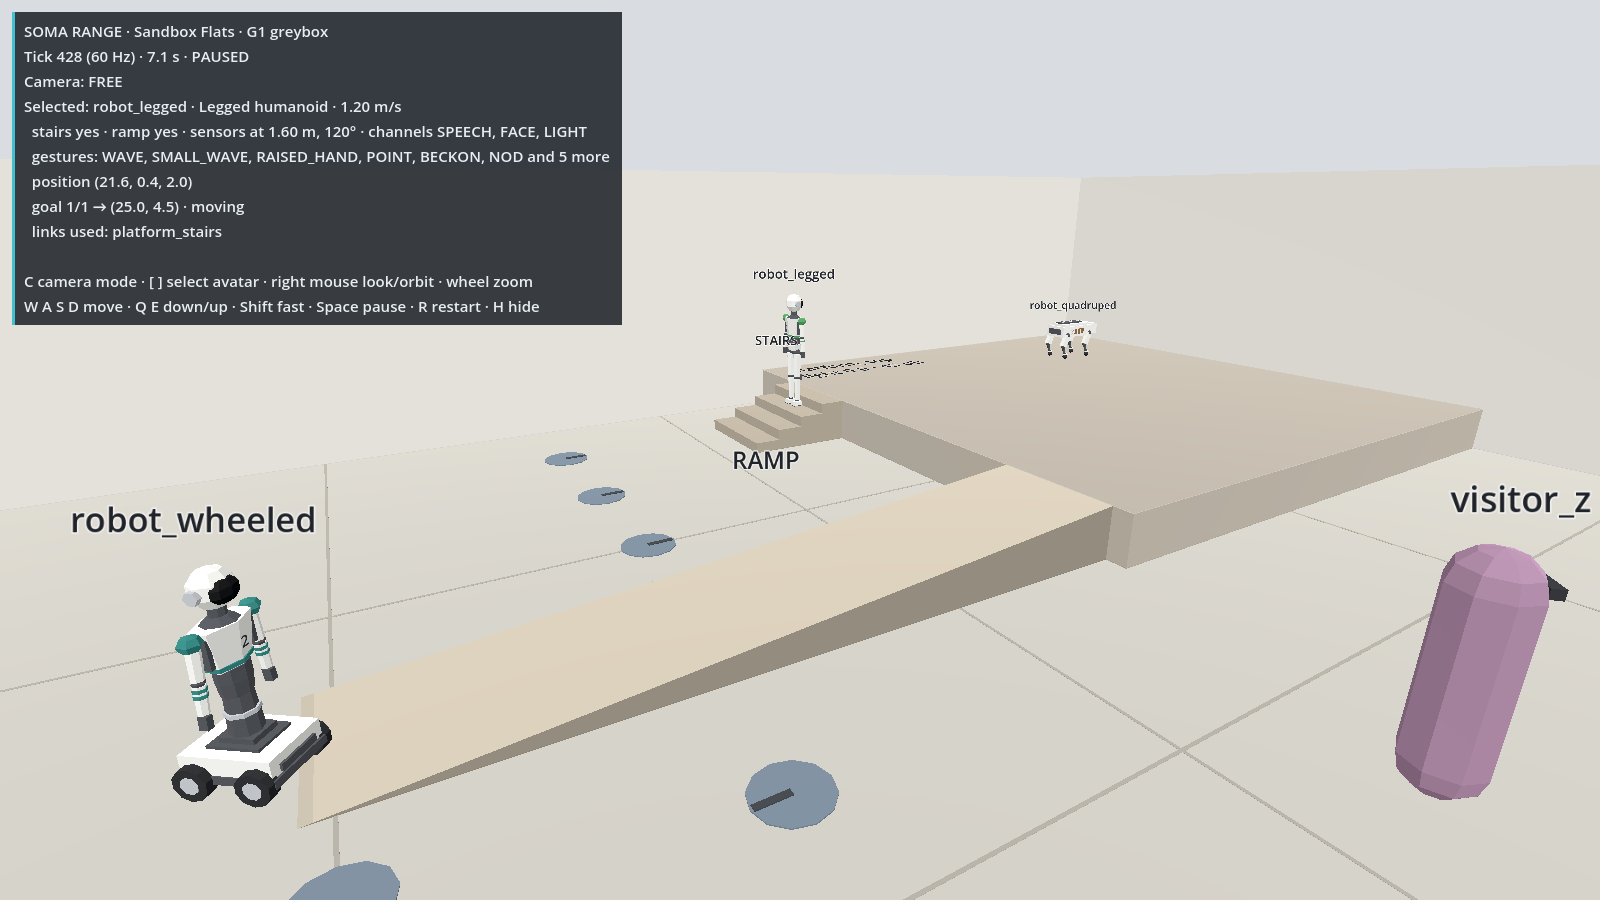 SOMA RANGE · Sandbox Flats · G1 greybox
Tick 428 (60 Hz) · 7.1 s · PAUSED
Camera: FREE
Selected: robot_legged · Legged humanoid · 1.20 m/s
stairs yes · ramp yes · sensors at 1.60 m, 120° · channels SPEECH, FACE, LIGHT
gestures: WAVE, SMALL_WAVE, RAISED_HAND, POINT, BECKON, NOD and 5 more
position (21.6, 0.4, 2.0)
goal 1/1 → (25.0, 4.5) · moving
links used: platform_stairs
C camera mode · [ ] select avatar · right mouse look/orbit · wheel zoom
W A S D move · Q E down/up · Shift fast · Space pause · R restart · H hide
robot_legged
robot_quadruped
STAIRS
RAMP
robot_wheeled
visitor_z
2